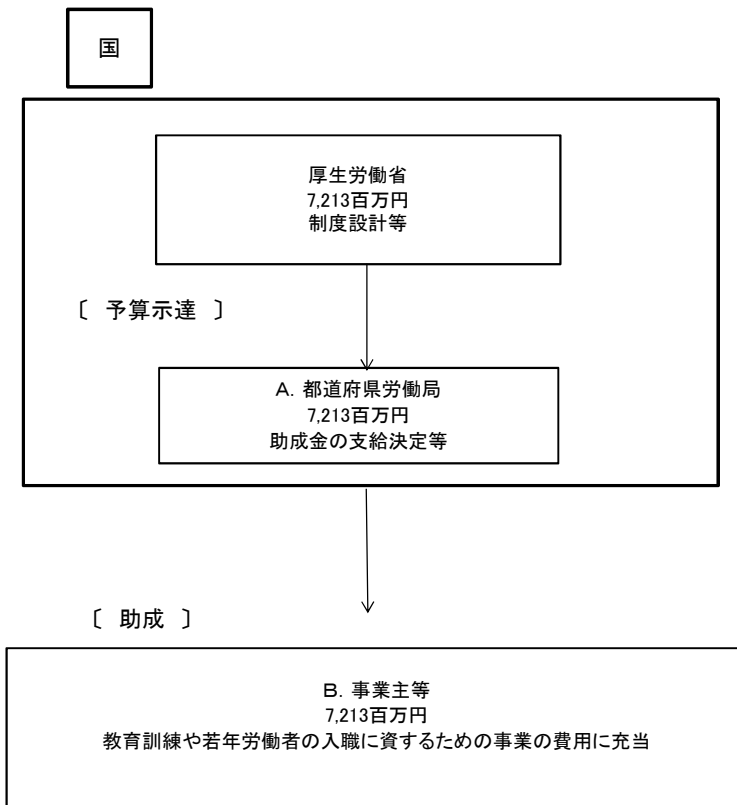 国
厚生労働省
7,213百万円
制度設計等
〔　予算示達　〕
A．都道府県労働局
7,213百万円
助成金の支給決定等
〔　助成　〕
B．事業主等
7,213百万円
教育訓練や若年労働者の入職に資するための事業の費用に充当